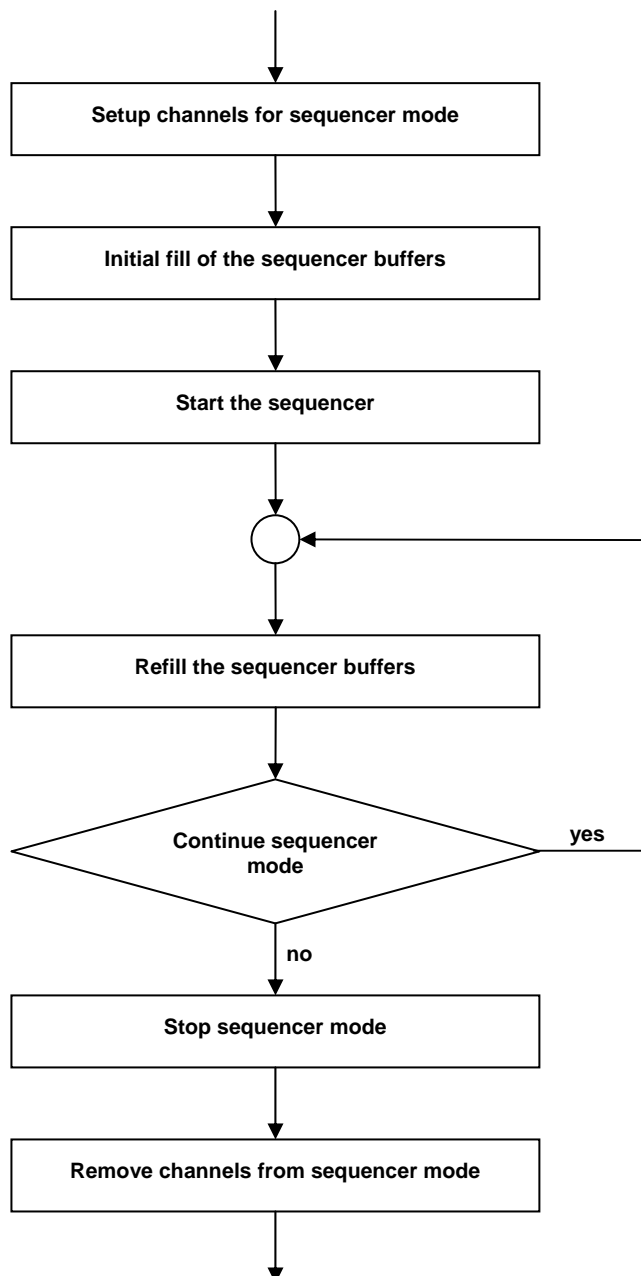 Setup channels for sequencer mode
Initial fill of the sequencer buffers
Start the sequencer
Refill the sequencer buffers
Continue sequencer
mode
yes
no
Stop sequencer mode
Remove channels from sequencer mode